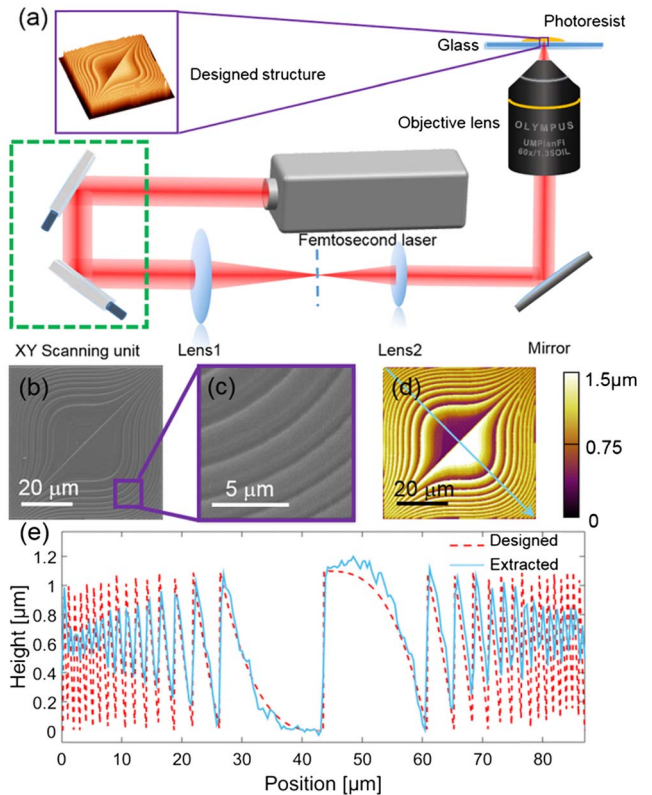 (a)
Photoresist
Glass
Designed structure
Objective lens
OLYMPUS
UMPlanFl
60x/1.35OIL
Femtosecond laser
XY Scanning unit
Lens1
Lens2
Mirror
(b)
20 μm
(c)
5 μm
(d)
20 μm
1.5μm
0.75
0
(e)
Designed
Extracted
Height [μm]
1.2
1
0.8
0.6
0.4
0.2
0
0 10 20 30 40 50 60 70 80
Position [μm]